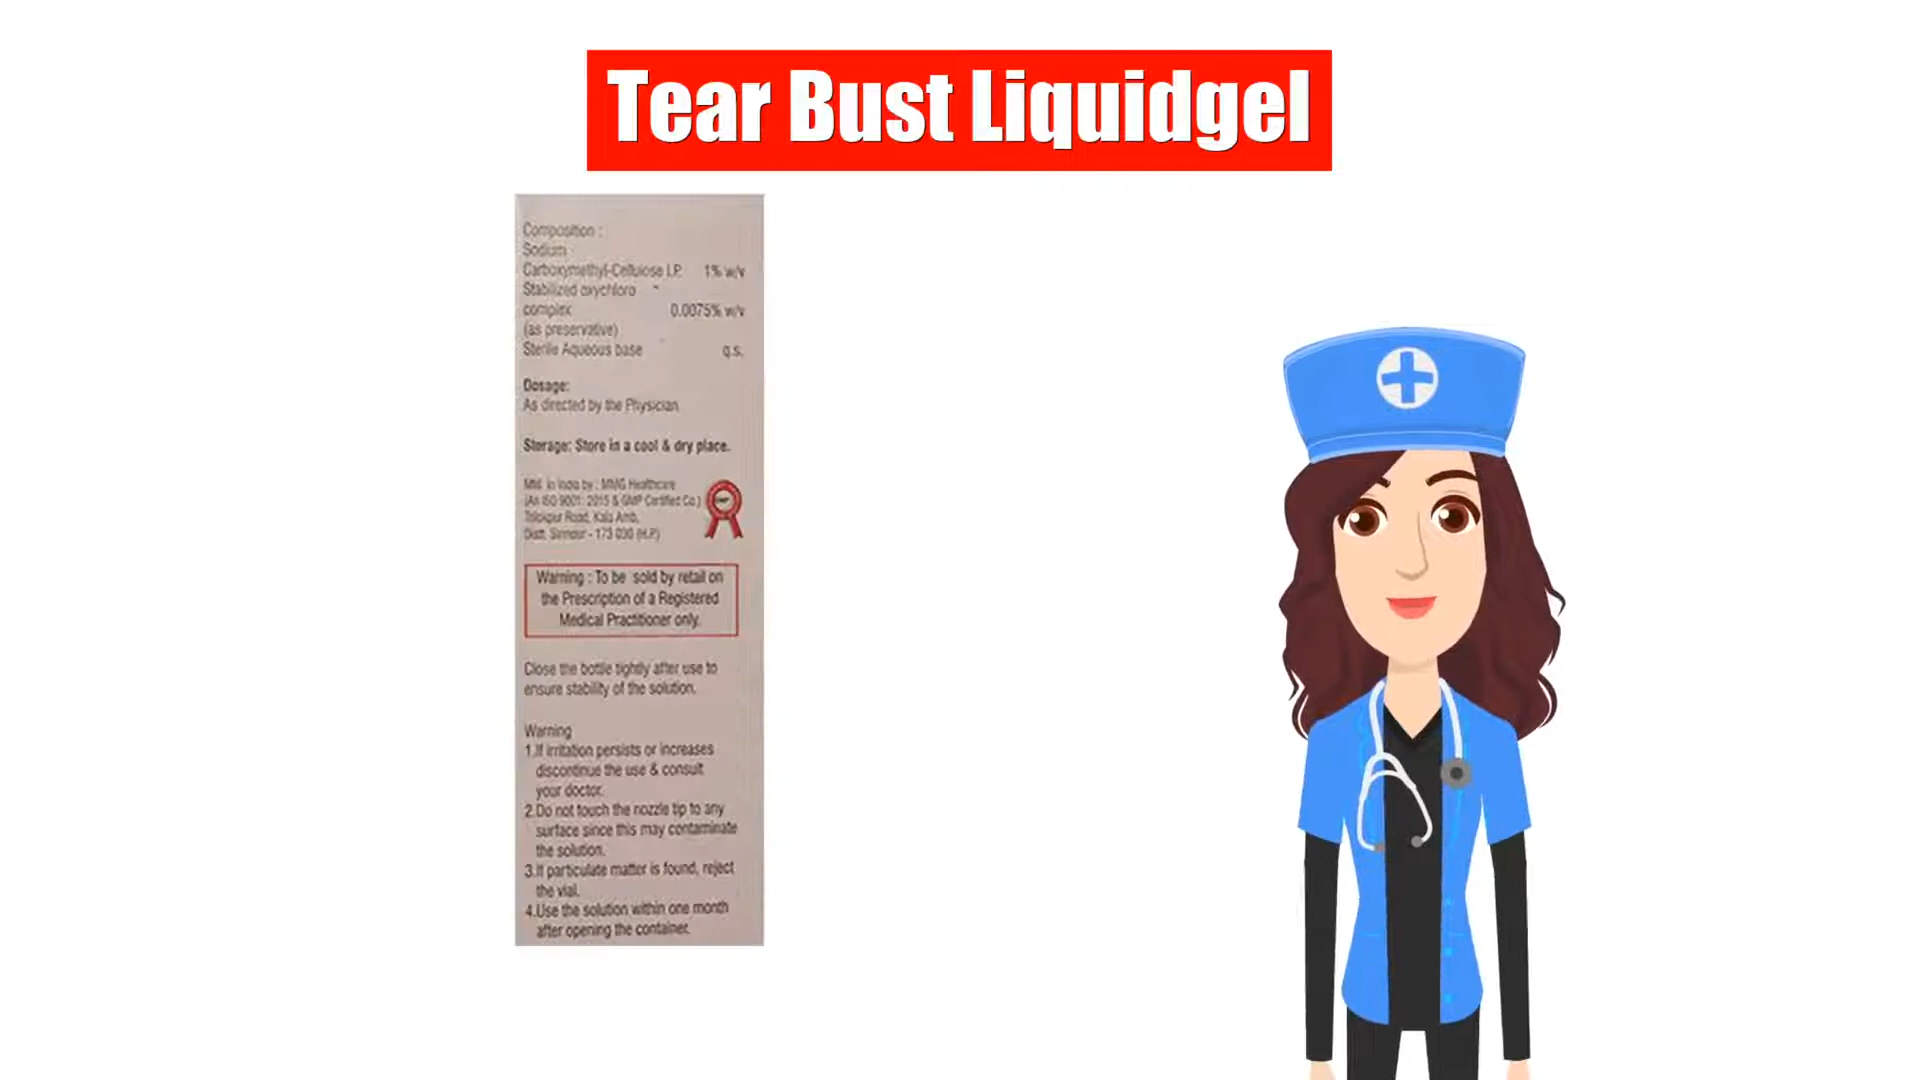 Tear Bust Liquidgel
Composition :
Sodium
Carboxymethyl-Cellulose I.P. 1% w/v
Stabilized oxychloro
complex 0.0075% w/v
(as preservative)
Sterile Aqueous base q.s.
Dosage:
As directed by the Physician
Storage: Store in a cool & dry place.
Mfd. in India by : MMG Healthcare
(An ISO 9001: 2015 & GMP Certified Co.)
Trilokpur Road, Kala Amb,
Distt. Sirmour - 173 030 (H.P.)
Warning : To be sold by retail on
the Prescription of a Registered
Medical Practitioner only.
Close the bottle tightly after use to
ensure stability of the solution.
Warning
1.If irritation persists or increases
discontinue the use & consult
your doctor.
2.Do not touch the nozzle tip to any
surface since this may contaminate
the solution.
3.If particulate matter is found, reject
the vial.
4.Use the solution within one month
after opening the container.